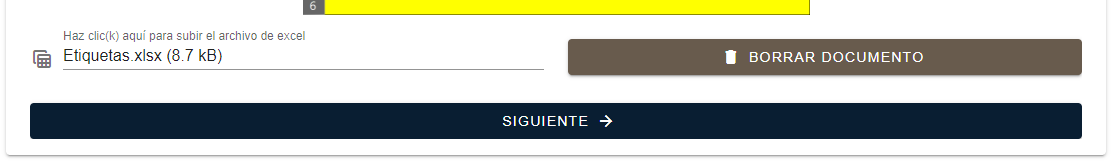 6
Haz clic(k) aquí para subir el archivo de excel
Etiquetas.xlsx (8.7 kB)
BORRAR DOCUMENTO
SIGUIENTE